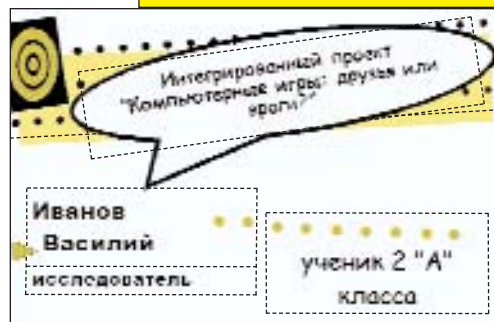 Интегрированный проект
"Компьютерные игры: друзья или
враги?"
Иванов
Василий
исследователь
ученик 2 "А"
класса